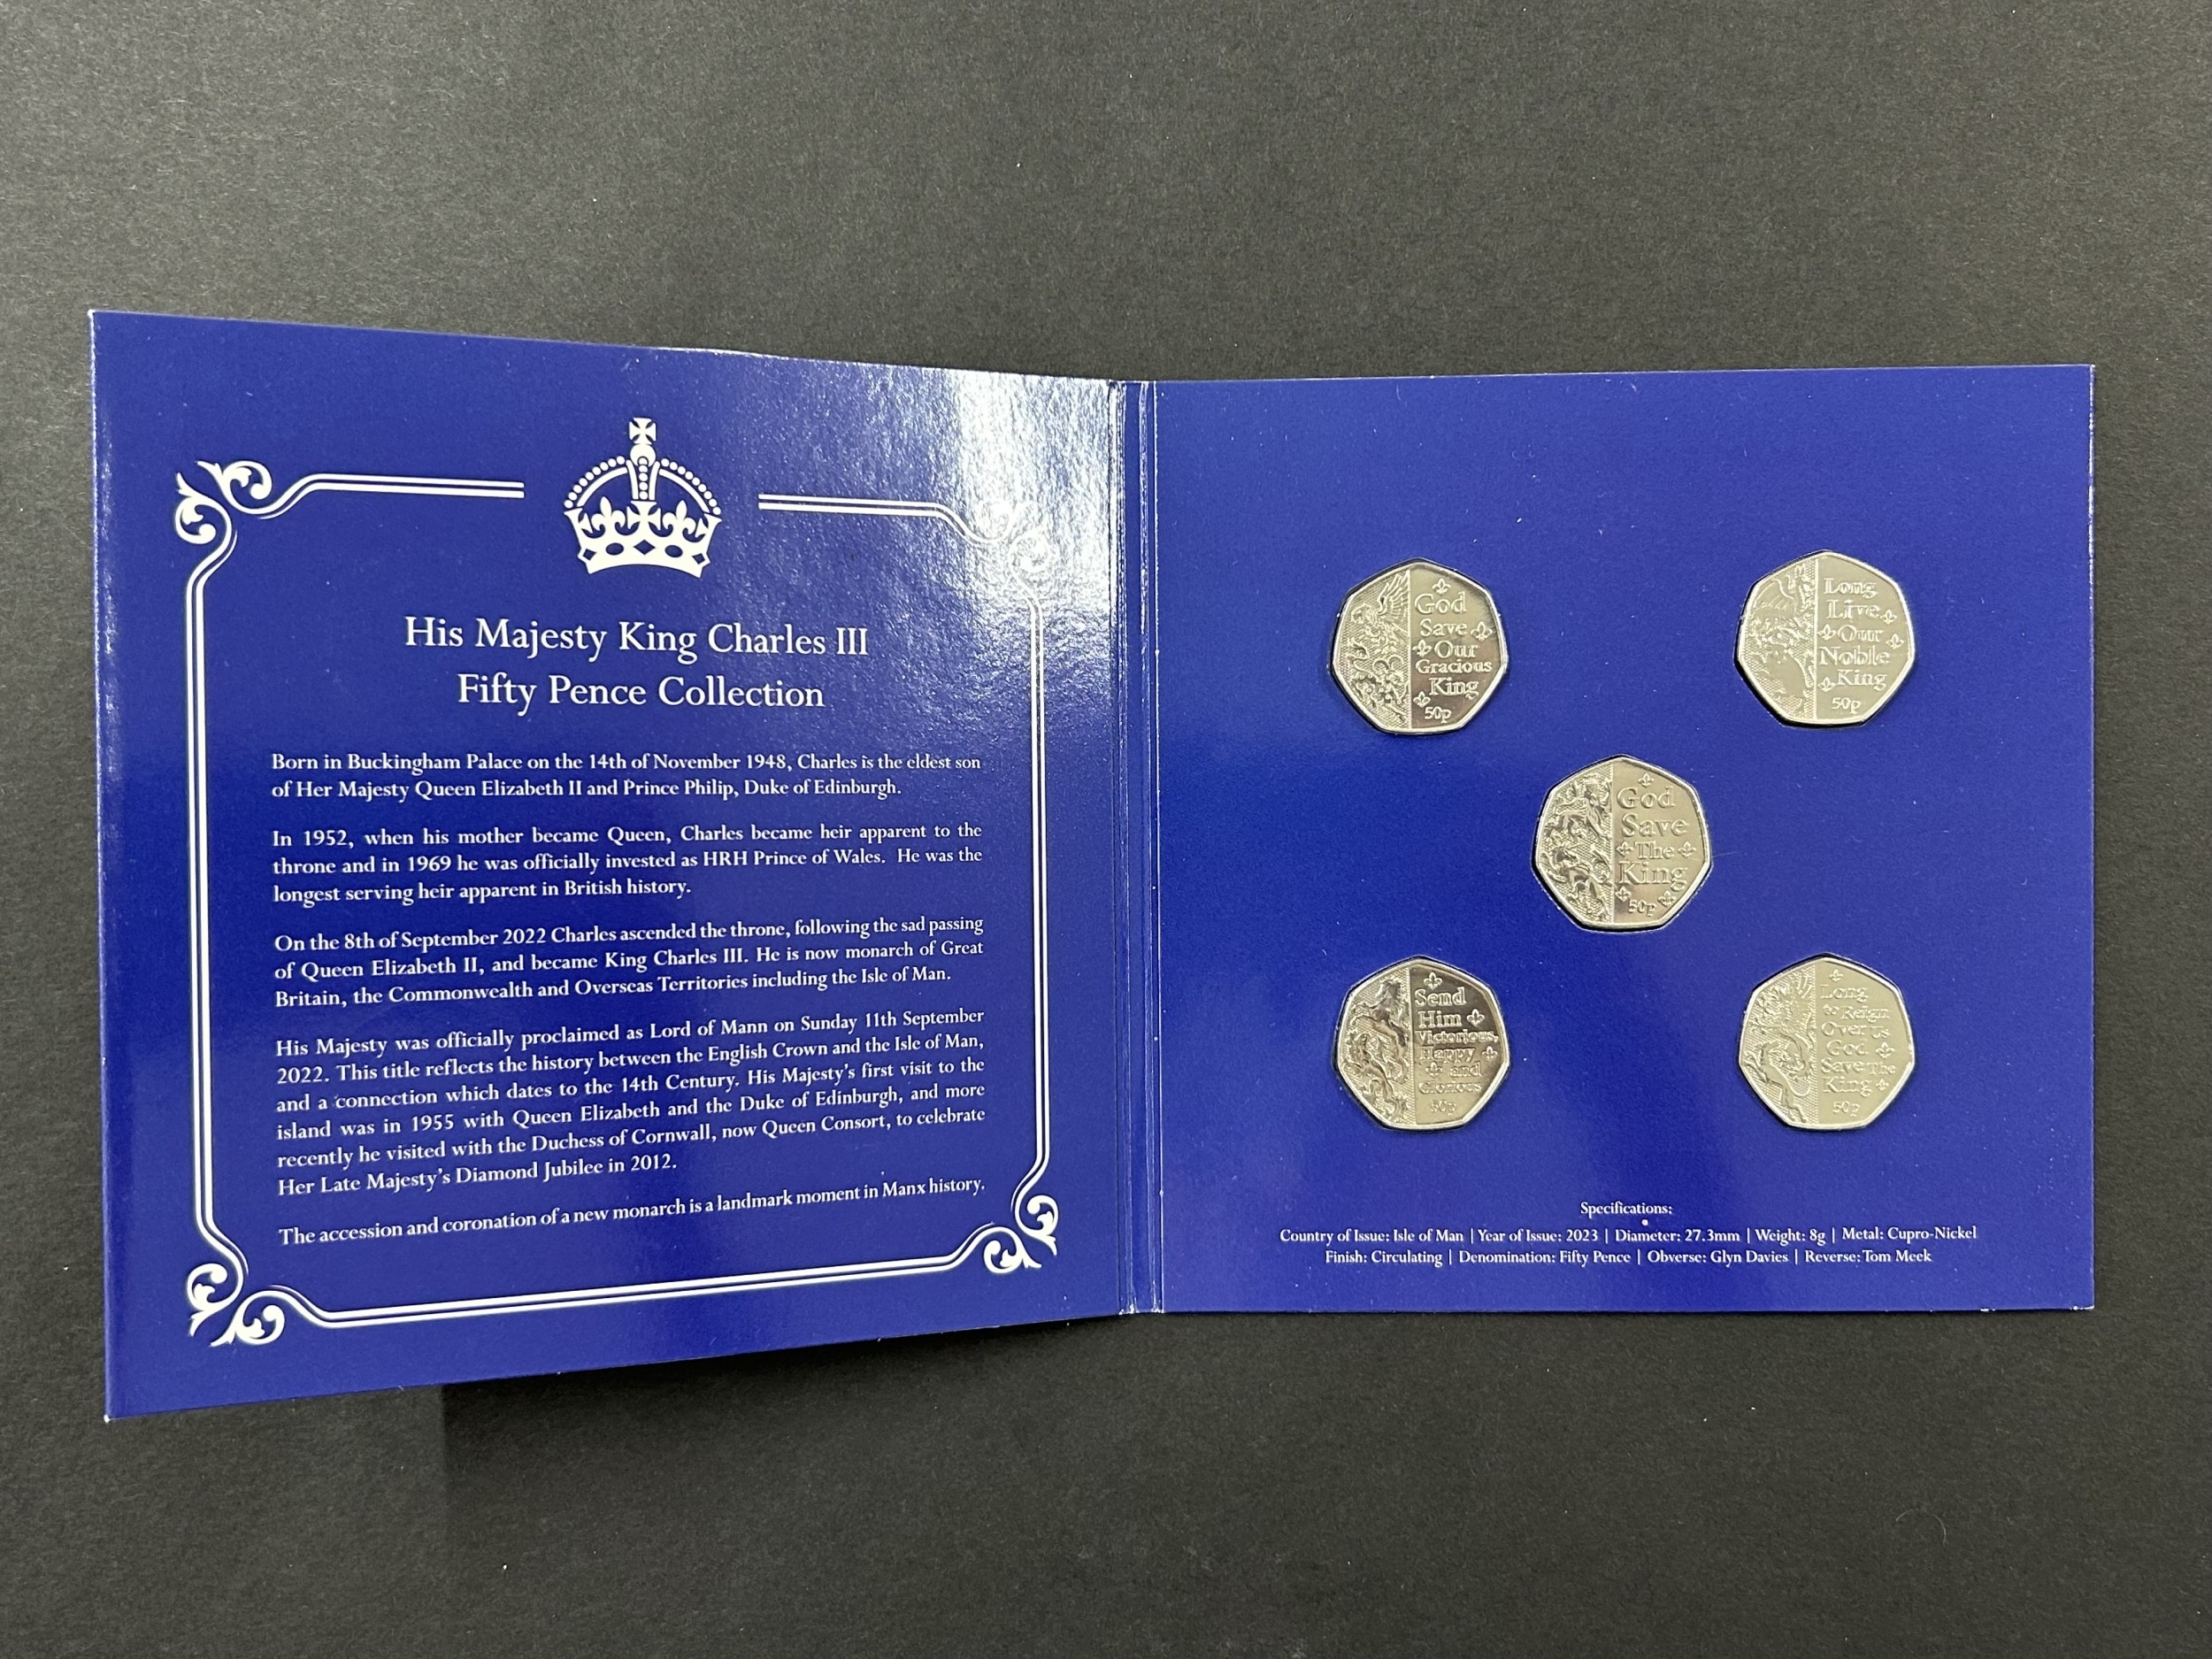 His Majesty King Charles III
Fifty Pence Collection
Born in Buckingham Palace on the 14th of November 1948, Charles is the eldest son
of Her Majesty Queen Elizabeth II and Prince Philip, Duke of Edinburgh.
In 1952, when his mother became Queen, Charles became heir apparent to the
throne and in 1969 he was officially invested as HRH Prince of Wales. He was the
longest serving heir apparent in British history.
On the 8th of September 2022 Charles ascended the throne, following the sad passing
of Queen Elizabeth II, and became King Charles III. He is now monarch of Great
Britain, the Commonwealth and Overseas Territories including the Isle of Man.
His Majesty was officially proclaimed as Lord of Mann on Sunday 11th September
2022. This title reflects the history between the English Crown and the Isle of Man,
and a connection which dates to the 14th Century. His Majesty's first visit to the
island was in 1955 with Queen Elizabeth and the Duke of Edinburgh, and more
recently he visited with the Duchess of Cornwall, now Queen Consort, to celebrate
Her Late Majesty's Diamond Jubilee in 2012.
The accession and coronation of a new monarch is a landmark moment in Manx history.
God
Save
Our
Gracious
King
50p
Long
Live
Our
Noble
King
50p
God
Save
The
King
50p
Send
Him
Victorious,
Happy
and
Glorious
50p
Long
to Reign
Over Us
God
Save The
King
50p
Specifications:
Country of Issue: Isle of Man | Year of Issue: 2023 | Diameter: 27.3mm | Weight: 8g | Metal: Cupro-Nickel
Finish: Circulating | Denomination: Fifty Pence | Obverse: Glyn Davies | Reverse: Tom Meek